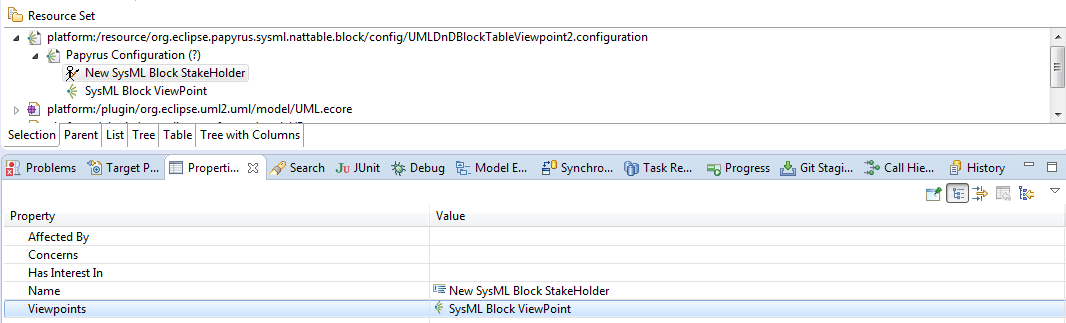 Resource Set
platform:/resource/org.eclipse.papyrus.sysml.nattable.block/config/UMLDnDBlockTableViewpoint2.configuration
Papyrus Configuration (?)
New SysML Block StakeHolder
SysML Block ViewPoint
platform:/plugin/org.eclipse.uml2.uml/model/UML.ecore
Selection Parent List Tree Table Tree with Columns
Problems Target P... Properti... Search JUnit Debug Model E... Synchro... Task Re... Progress Git Stagi... Call Hie... History
Property Value
Affected By
Concerns
Has Interest In
Name New SysML Block StakeHolder
Viewpoints SysML Block ViewPoint